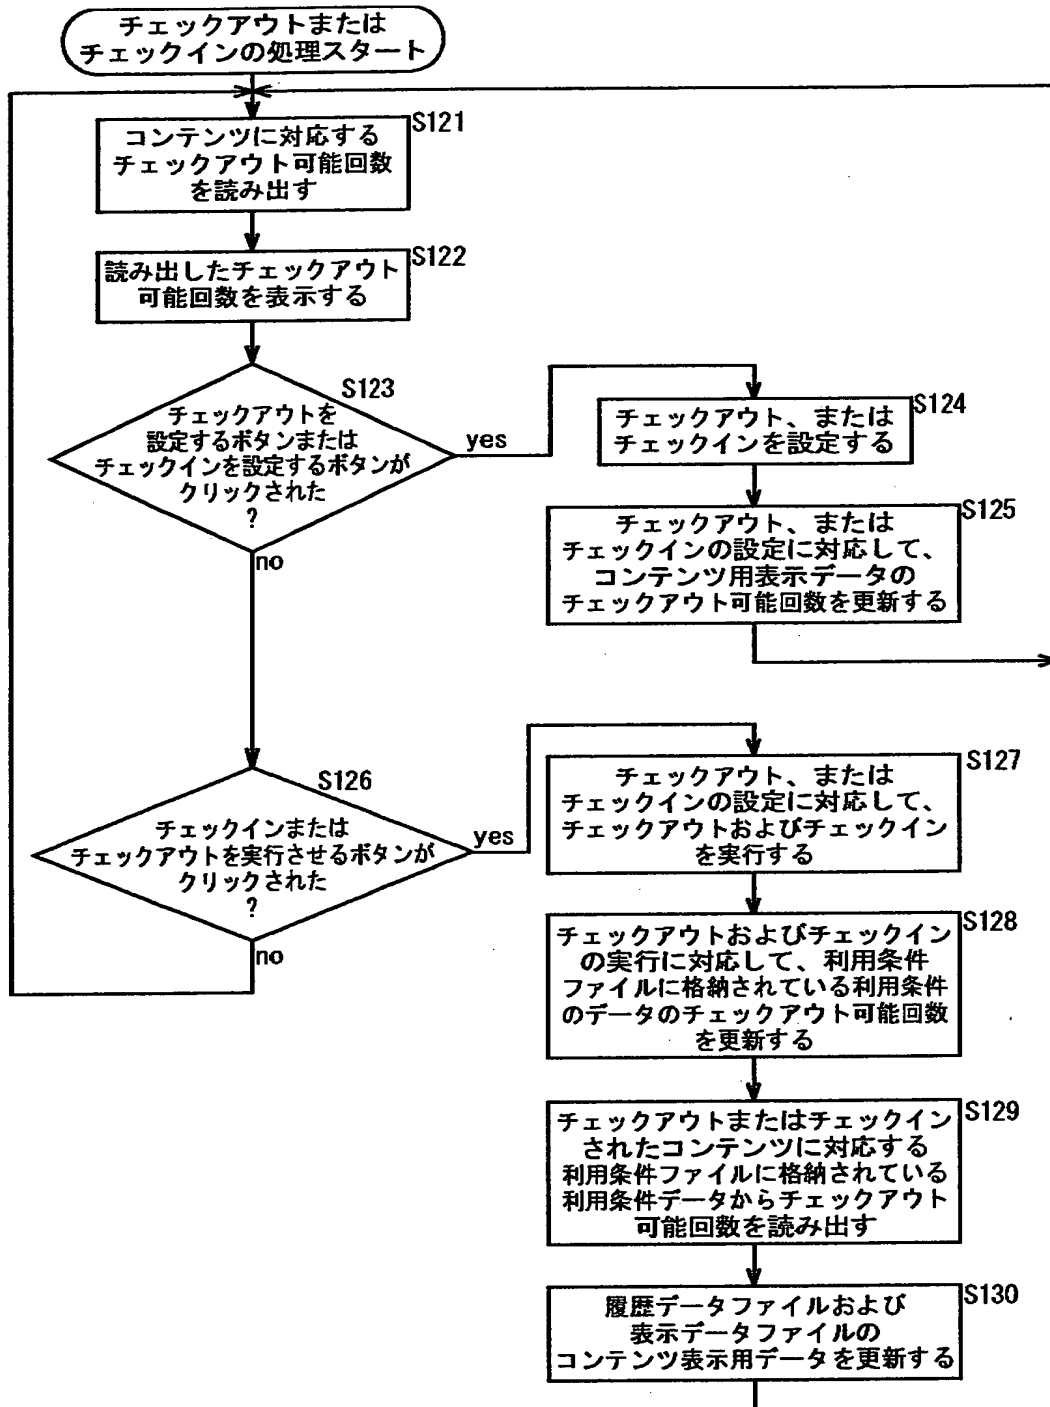 チェックアウトまたは
チェックインの処理スタート
S121
コンテンツに対応する
チェックアウト可能回数
を読み出す
S122
読み出したチェックアウト
可能回数を表示する
S123
チェックアウトを
設定するボタンまたは
チェックインを設定するボタンが
クリックされた
?
yes
no
S124
チェックアウト、または
チェックインを設定する
S125
チェックアウト、または
チェックインの設定に対応して、
コンテンツ用表示データの
チェックアウト可能回数を更新する
S126
チェックインまたは
チェックアウトを実行させるボタンが
クリックされた
?
yes
no
S127
チェックアウト、または
チェックインの設定に対応して、
チェックアウトおよびチェックイン
を実行する
S128
チェックアウトおよびチェックイン
の実行に対応して、利用条件
ファイルに格納されている利用条件
のデータのチェックアウト可能回数
を更新する
S129
チェックアウトまたはチェックイン
されたコンテンツに対応する
利用条件ファイルに格納されている
利用条件データからチェックアウト
可能回数を読み出す
S130
履歴データファイルおよび
表示データファイルの
コンテンツ表示用データを更新する